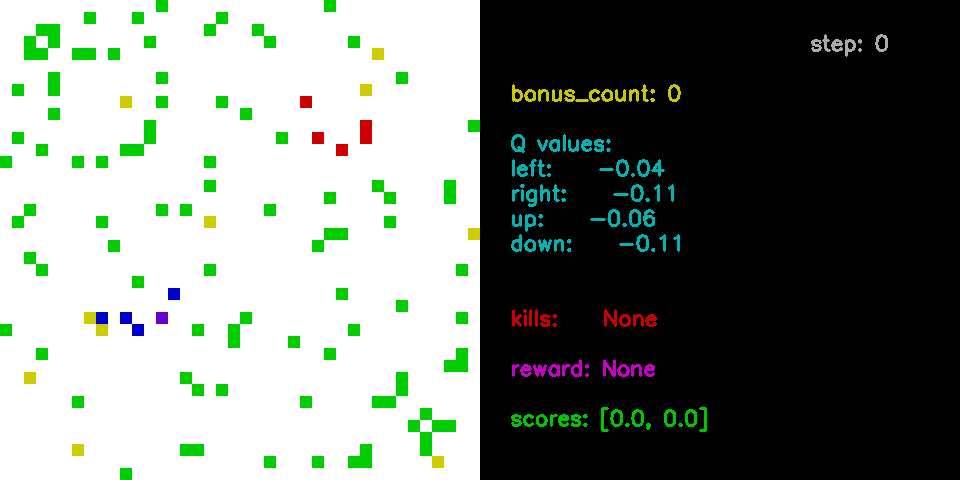 step: 0
bonus_count: 0
Q values:
left: -0.04
right: -0.11
up: -0.06
down: -0.11
kills: None
reward: None
scores: [0.0, 0.0]